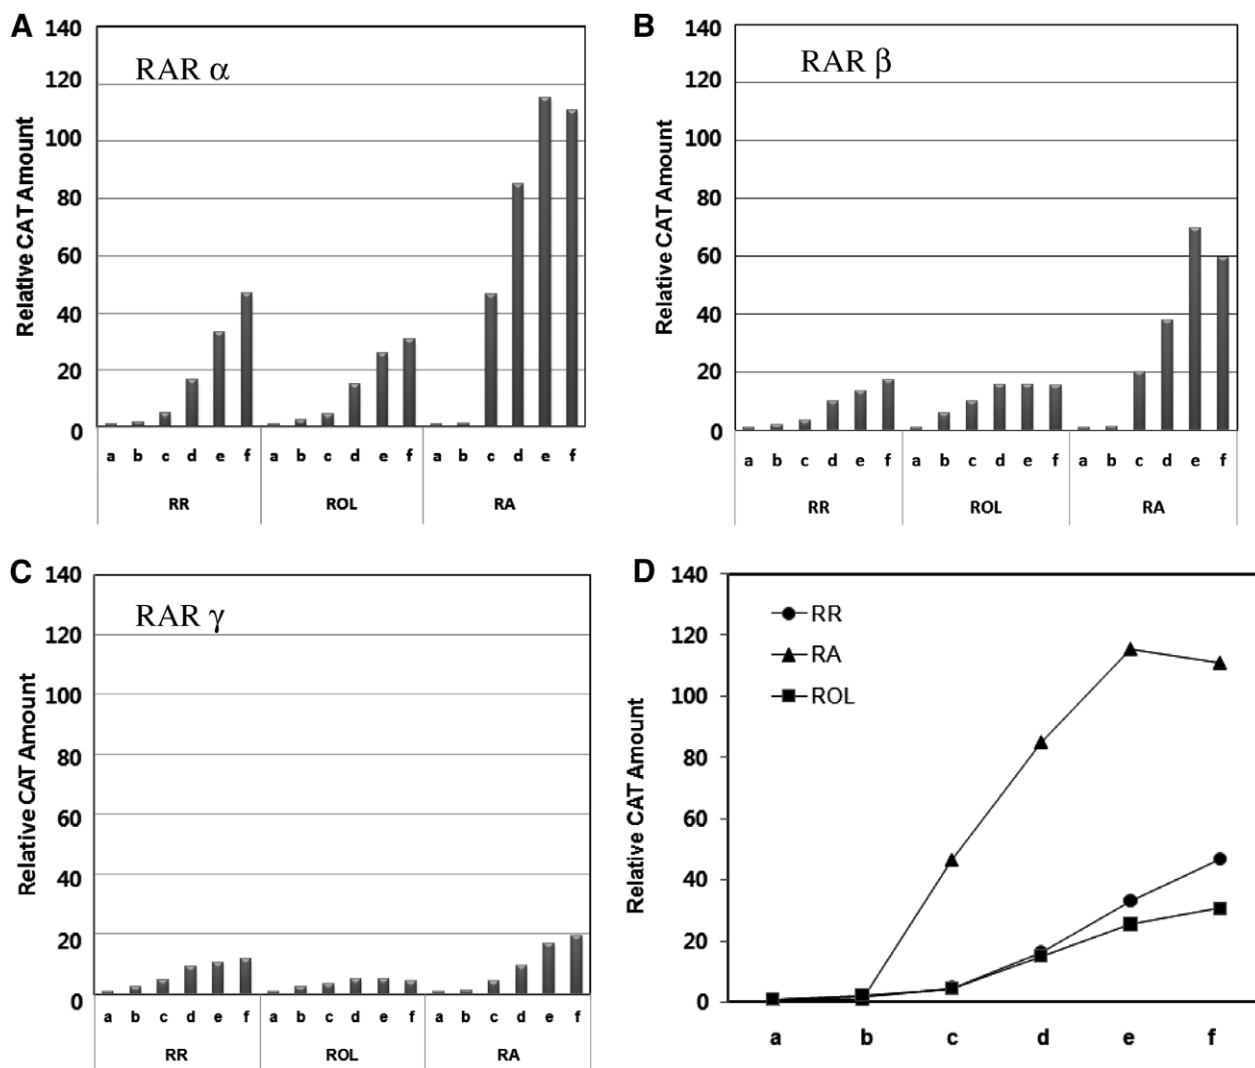 A
RAR α
Relative CAT Amount
140
120
100
80
60
40
20
0
a b c d e f a b c d e f a b c d e f
RR ROL RA
B
RAR β
Relative CAT Amount
140
120
100
80
60
40
20
0
a b c d e f a b c d e f a b c d e f
RR ROL RA
C
RAR γ
Relative CAT Amount
140
120
100
80
60
40
20
0
a b c d e f a b c d e f a b c d e f
RR ROL RA
D
Relative CAT Amount
140
120
100
80
60
40
20
0
RR
RA
ROL
a b c d e f